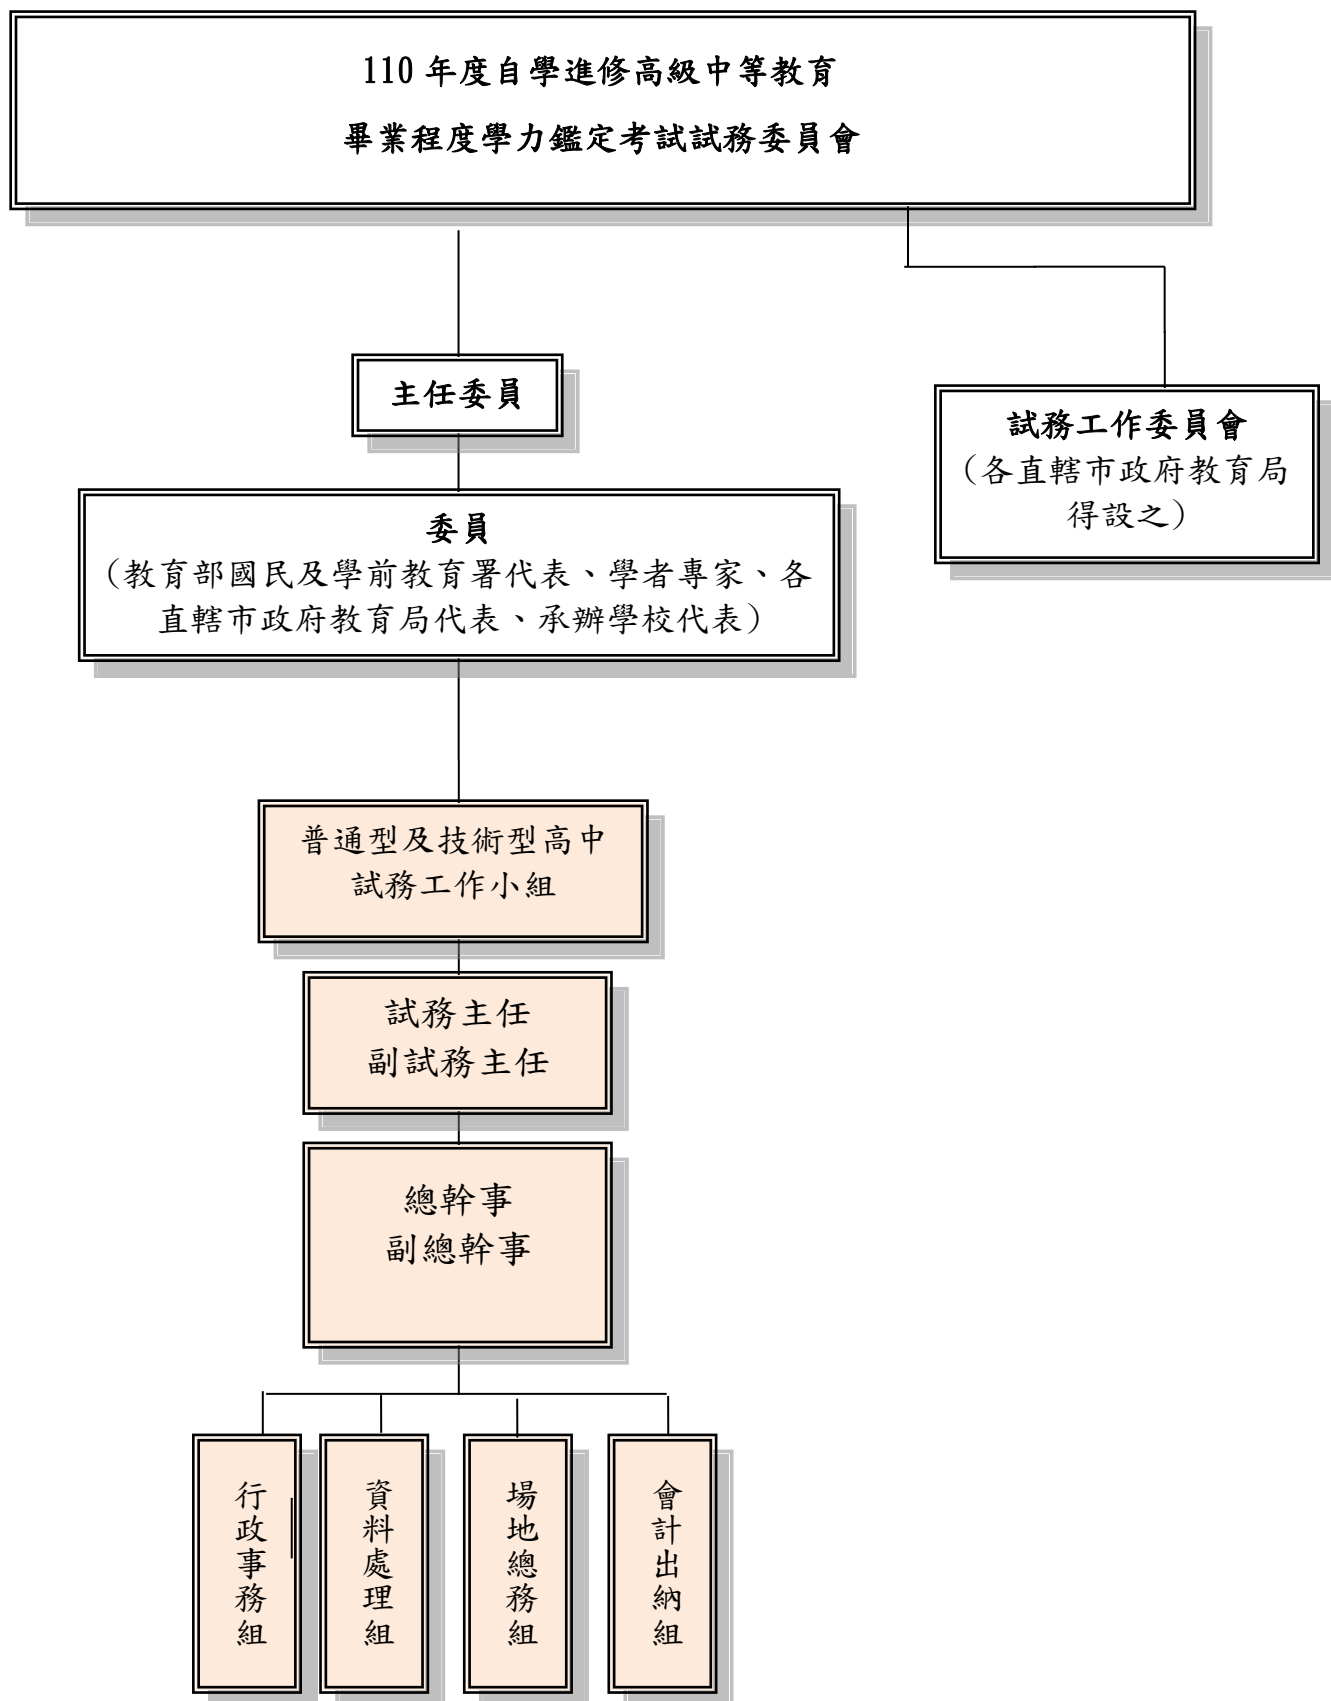 110 年度自學進修高級中等教育
畢業程度學力鑑定考試試務委員會
主任委員
試務工作委員會
（各直轄市政府教育局
得設之）
委員
（教育部國民及學前教育署代表、學者專家、各
直轄市政府教育局代表、承辦學校代表）
普通型及技術型高中
試務工作小組
試務主任
副試務主任
總幹事
副總幹事
行政事務組
資料處理組
場地總務組
會計出納組